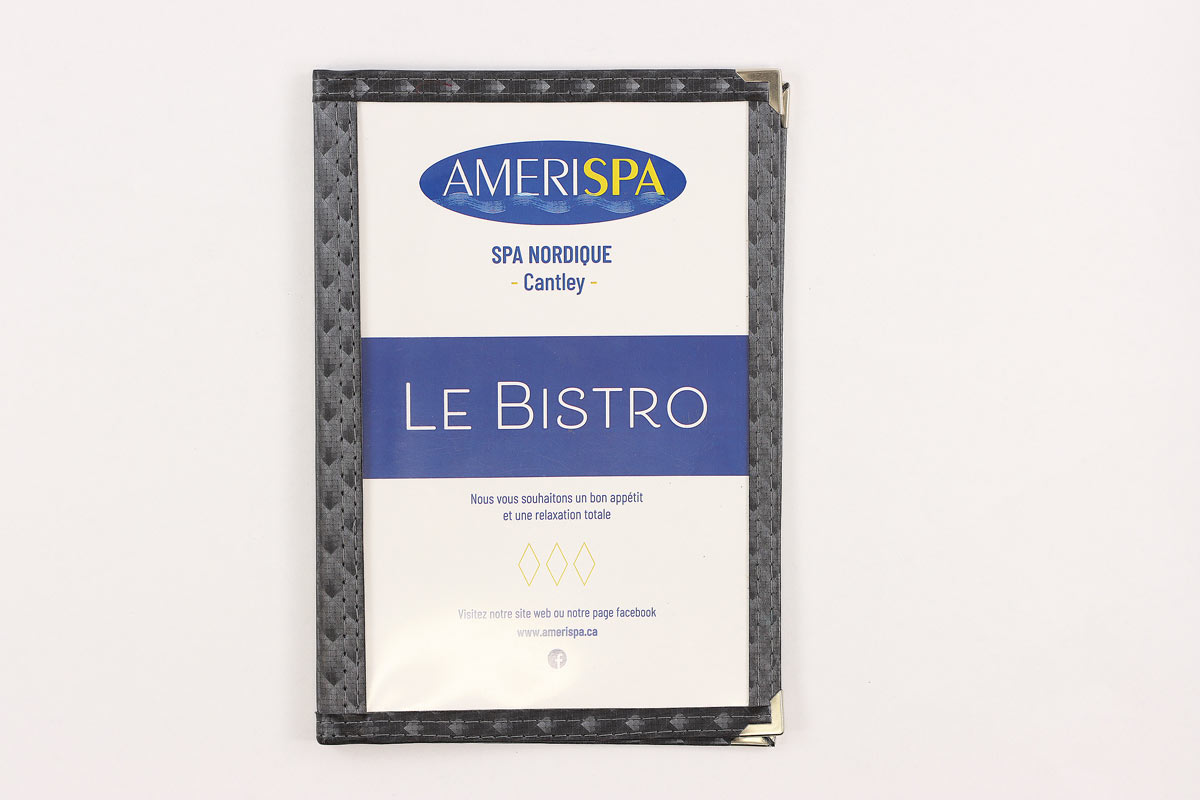 AMERISPA
SPA NORDIQUE
- Cantley -
LE BISTRO
Nous vous souhaitons un bon appétit
et une relaxation totale
Visitez notre site web ou notre page facebook
www.amerispa.ca
f